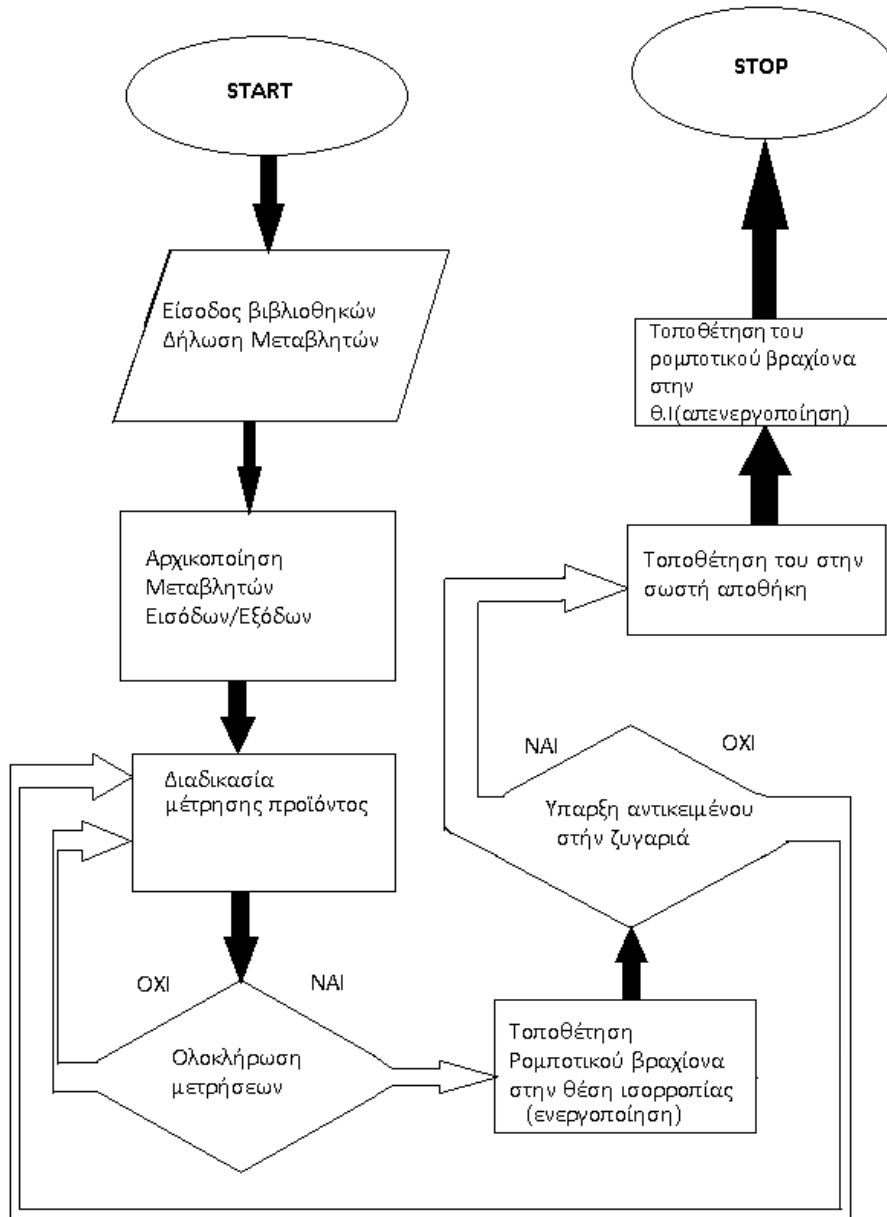 START
Είσοδος βιβλιοθηκών
Δήλωση Μεταβλητών
Αρχικοποίηση
Μεταβλητών
Εισόδων/Εξόδων
Διαδικασία
μέτρησης προϊόντος
ΟΧΙ
ΝΑΙ
Ολοκλήρωση
μετρήσεων
Τοποθέτηση
Ρομποτικού βραχίονα
στην θέση ισορροπίας
(ενεργοποίηση)
ΝΑΙ
ΟΧΙ
Υπαρξη αντικειμένου
στήν ζυγαριά
Τοποθέτηση του στην
σωστή αποθήκη
Τοποθέτηση του
ρομποτικού βραχίονα
στην
θ.Ι(απενεργοποίηση)
STOP